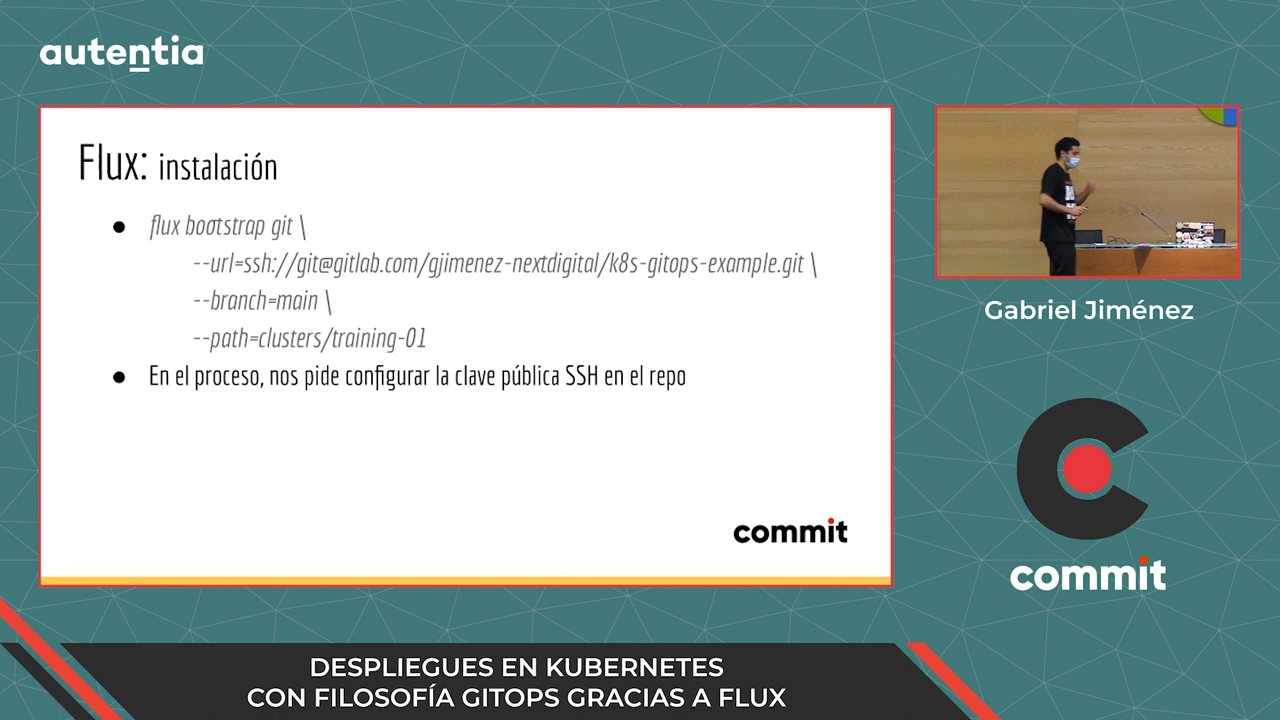 autentia
Flux: instalación
● flux bootstrap git \
--url=ssh://git@gitlab.com/gjimenez-nextdigital/k8s-gitops-example.git \
--branch=main \
--path=clusters/training-01
● En el proceso, nos pide configurar la clave pública SSH en el repo
commit
Gabriel Jiménez
commit
DESPLIEGUES EN KUBERNETES
CON FILOSOFÍA GITOPS GRACIAS A FLUX